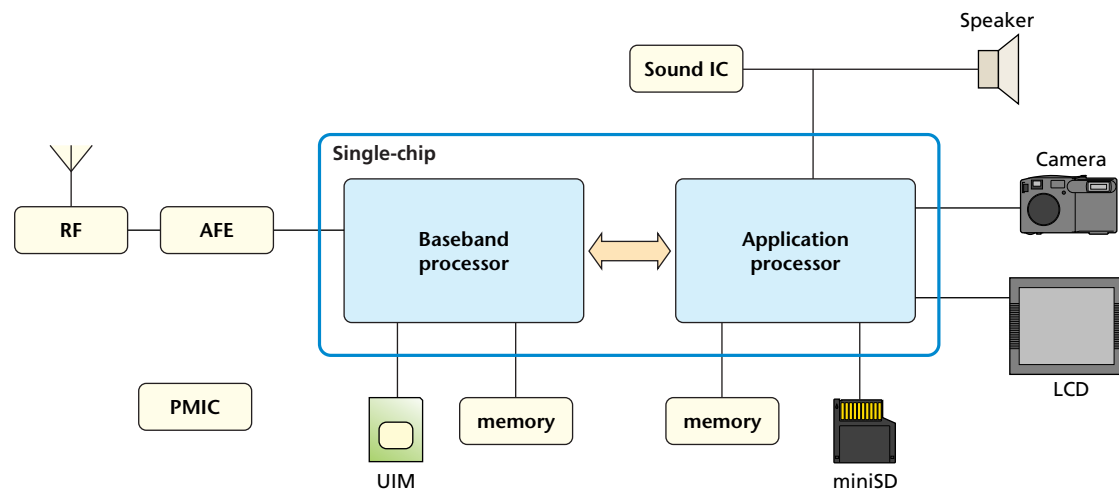 Speaker
Sound IC
Single-chip
Camera
RF
AFE
Baseband
processor
Application
processor
LCD
PMIC
memory
memory
UIM
miniSD